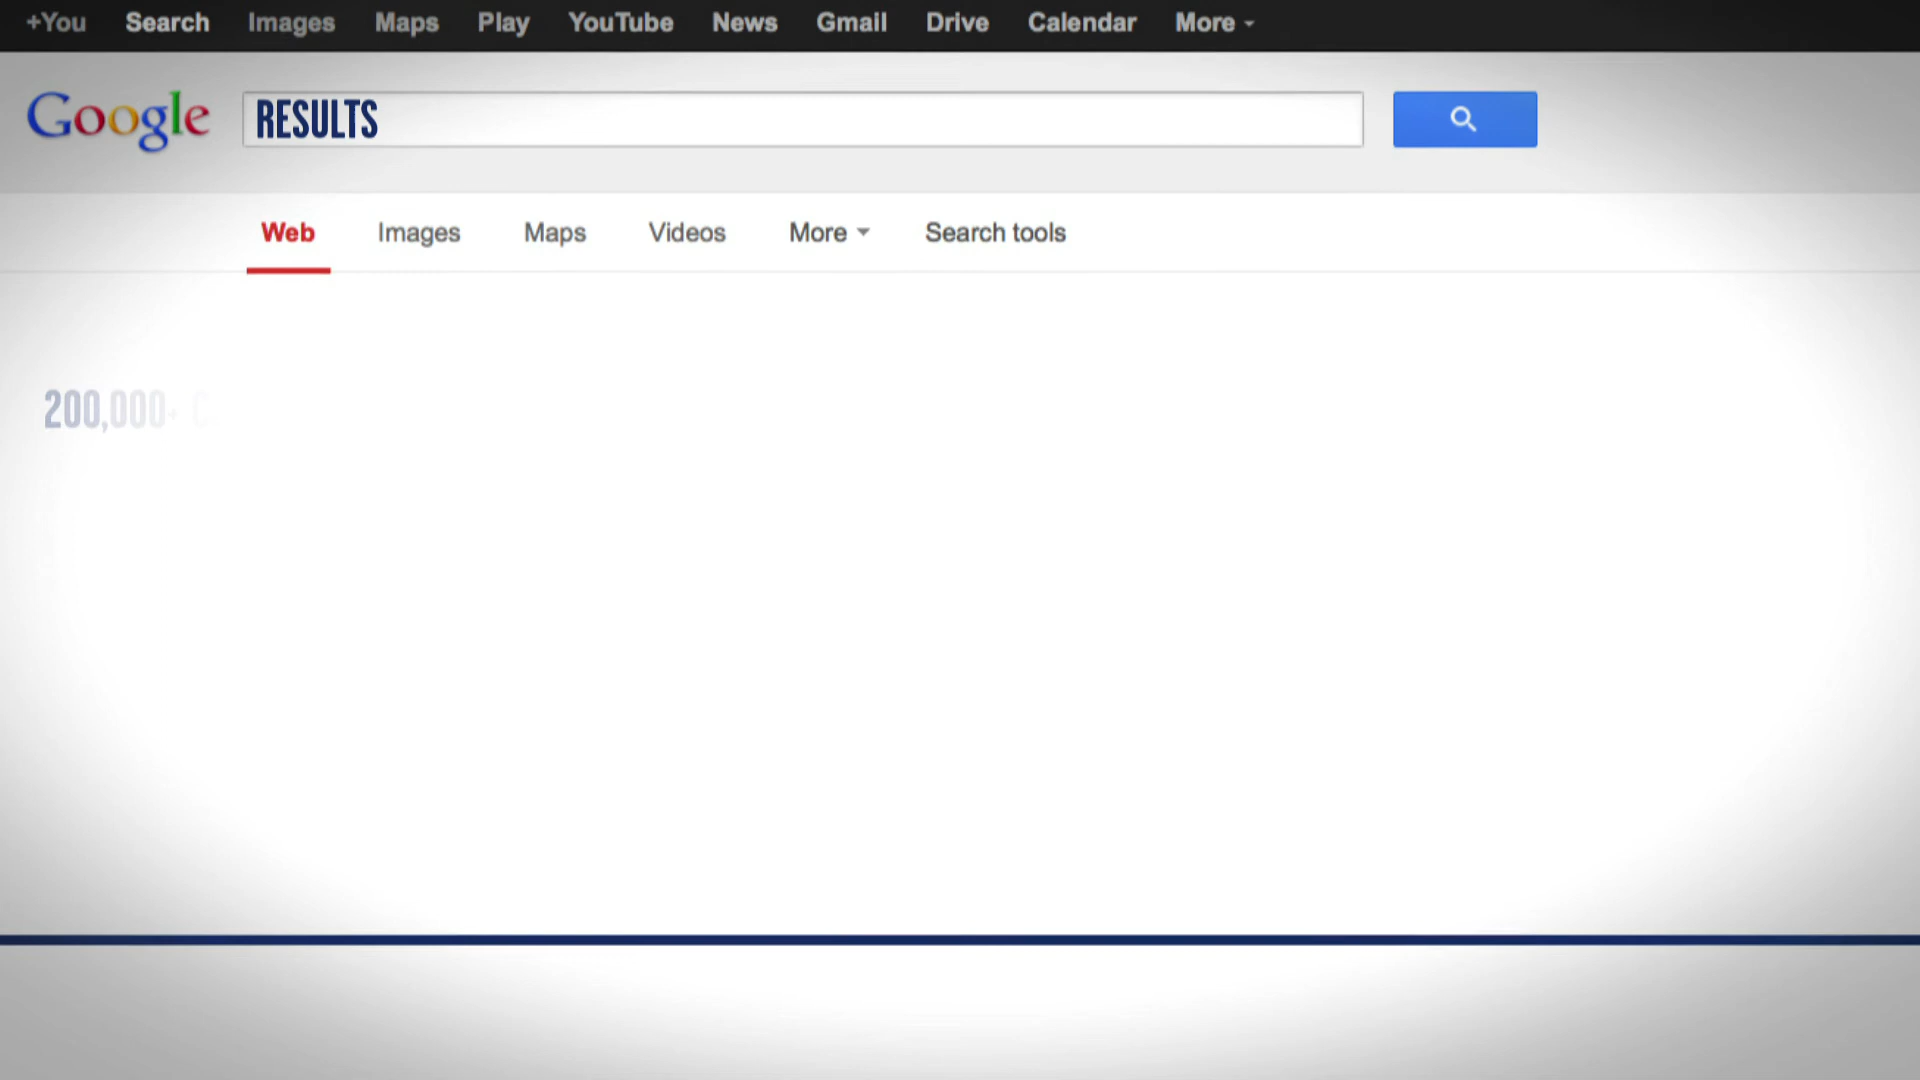 +You Search Images Maps Play YouTube News Gmail Drive Calendar More
Google RESULTS
Web Images Maps Videos More Search tools
200,000+ C